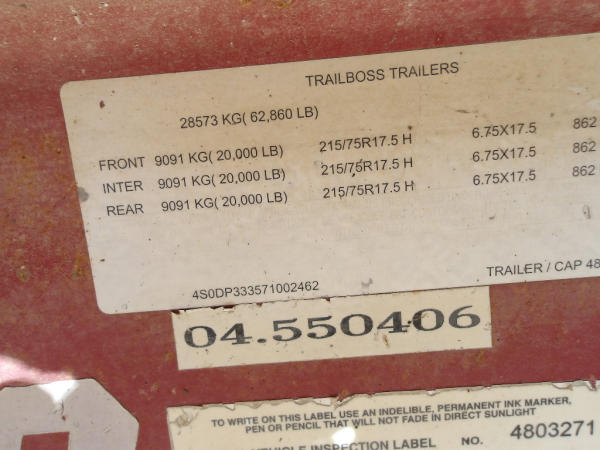 TRAILBOSS TRAILERS
28573 KG( 62,860 LB)
FRONT 9091 KG( 20,000 LB) 215/75R17.5 H 6.75X17.5 862
INTER 9091 KG( 20,000 LB) 215/75R17.5 H 6.75X17.5 862
REAR 9091 KG( 20,000 LB) 215/75R17.5 H 6.75X17.5 862
4S0DP333571002462 TRAILER / CAP 48
04.550406
TO WRITE ON THIS LABEL USE AN INDELIBLE, PERMANENT INK MARKER,
PEN OR PENCIL THAT WILL NOT FADE IN DIRECT SUNLIGHT
INSPECTION LABEL NO. 4803271